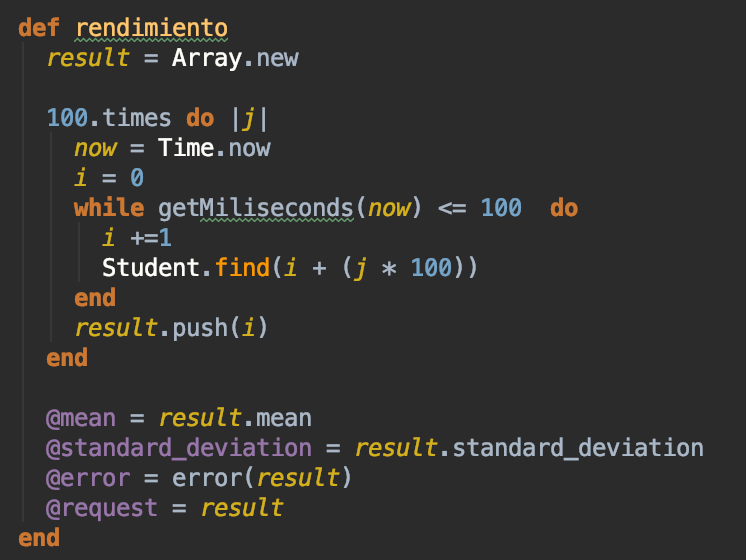 def rendimiento
  result = Array.new

  100.times do |j|
    now = Time.now
    i = 0
    while getMiliseconds(now) <= 100  do
      i +=1
      Student.find(i + (j * 100))
    end
    result.push(i)
  end

  @mean = result.mean
  @standard_deviation = result.standard_deviation
  @error = error(result)
  @request = result
end